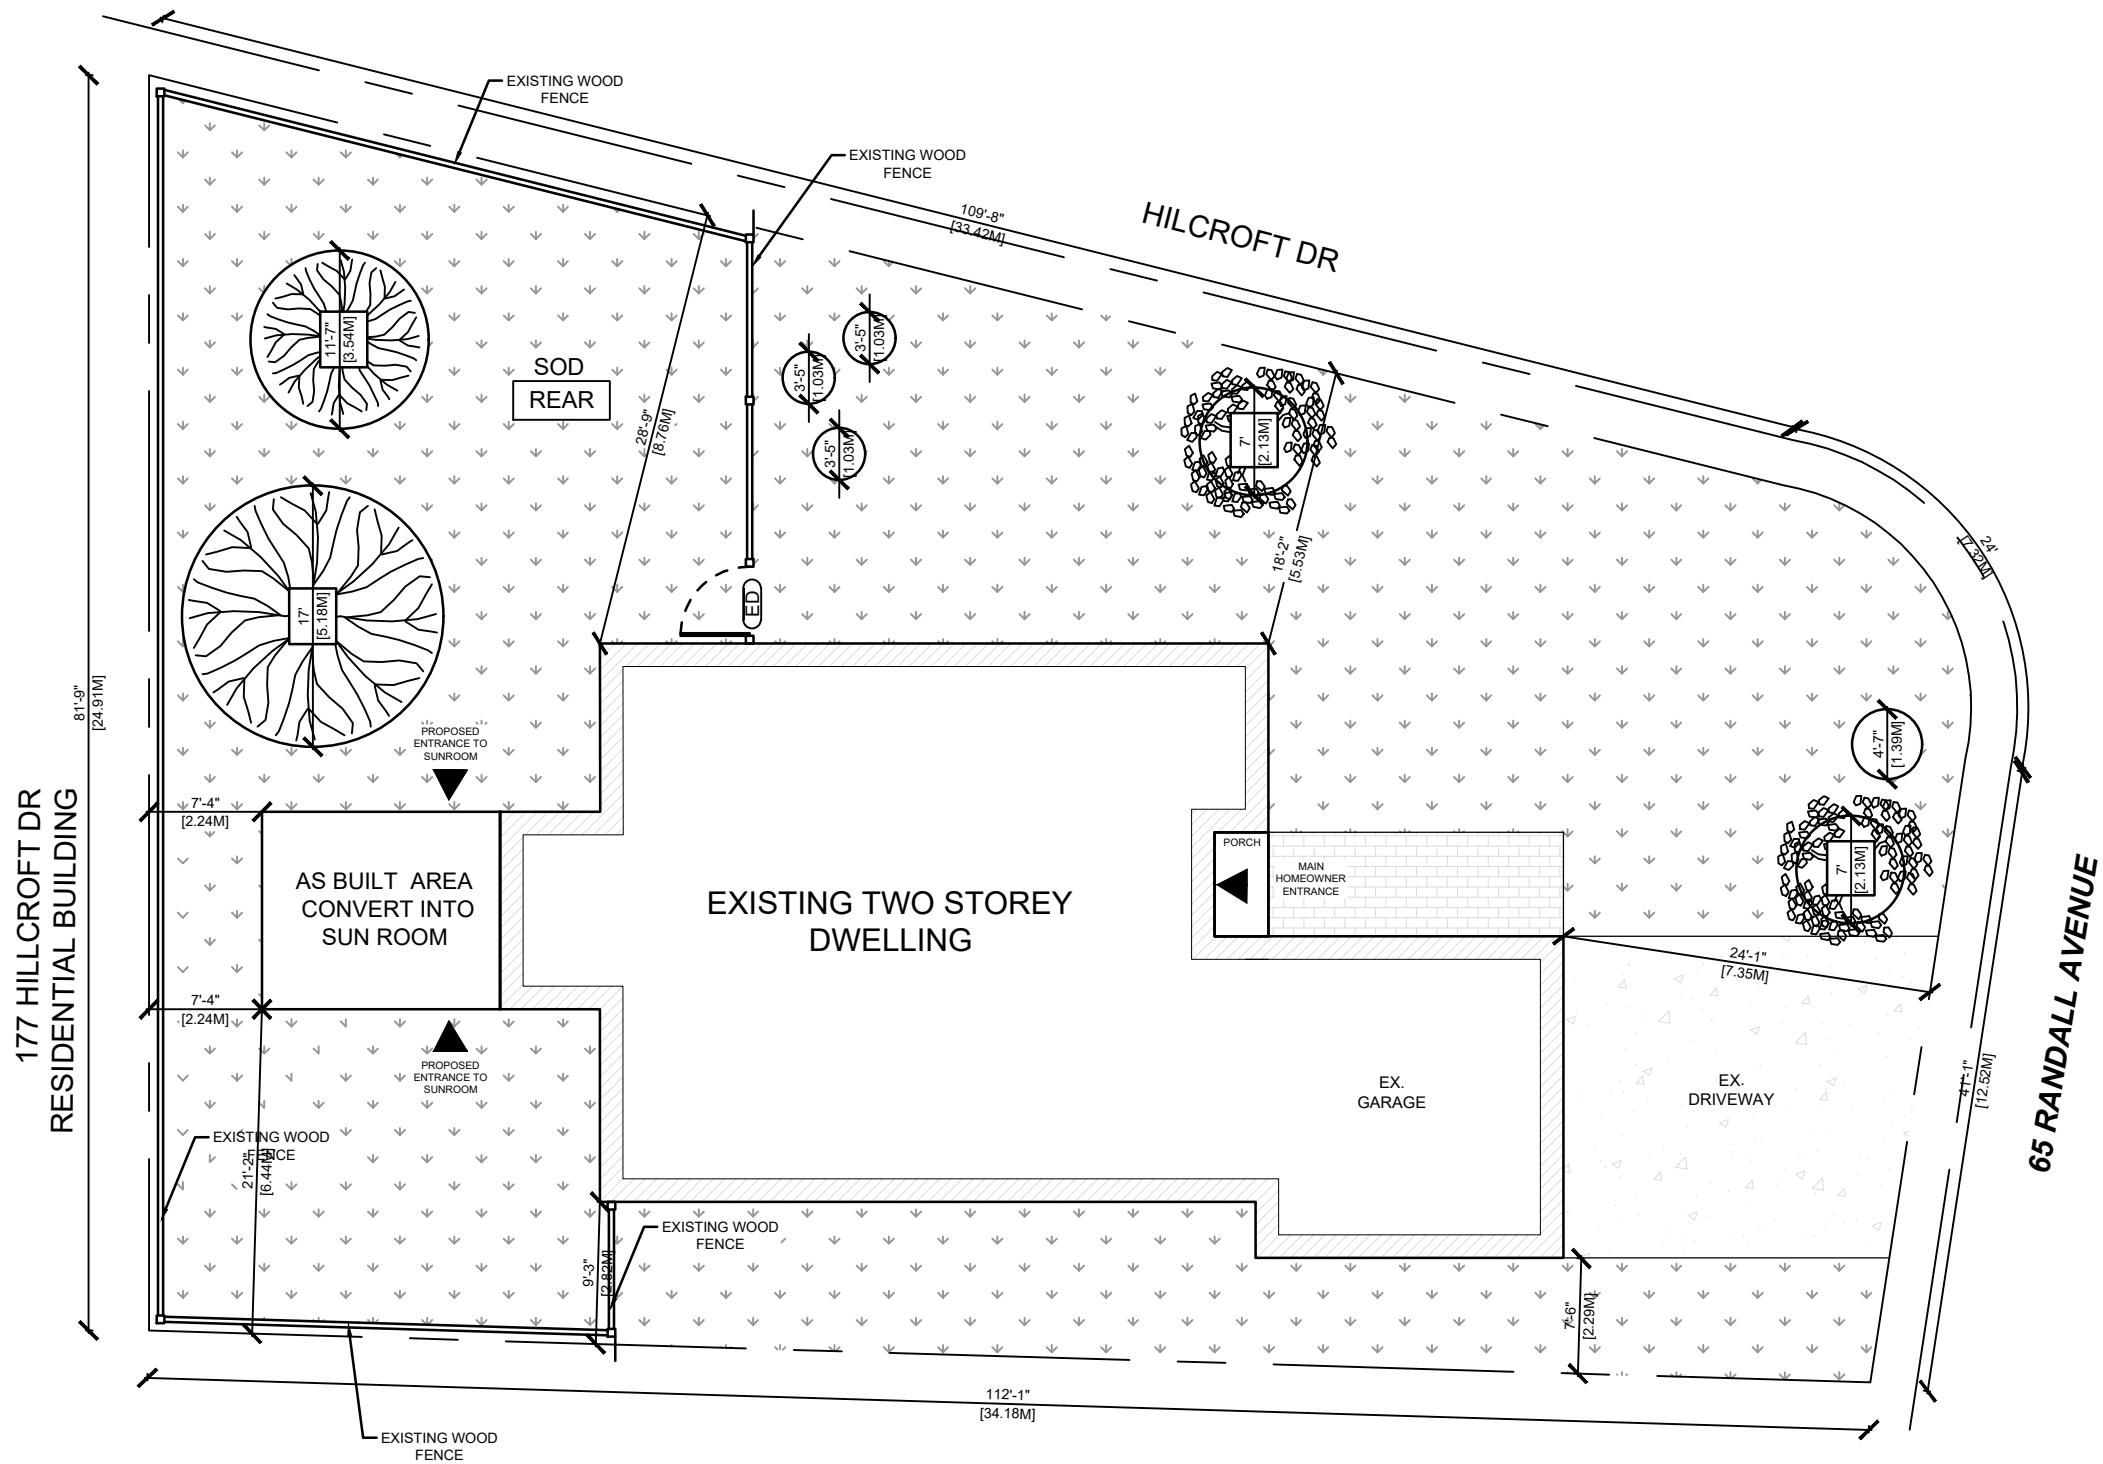 EXISTING WOOD
FENCE
EXISTING WOOD
FENCE
109'-8"
[33.42M]
HILCROFT DR
11'-7"
[3.54M]
SOD
REAR
28'-9"
[8.76M]
3'-5"
[1.03M]
3'-5"
[1.03M]
3'-5"
[1.03M]
7'
[2.13M]
18'-2"
[5.53M]
24'
[7.32M]
17'
[5.18M]
ED
81'-9"
[24.91M]
PROPOSED
ENTRANCE TO
SUNROOM
4'-7"
[1.39M]
7'-4"
[2.24M]
177 HILLCROFT DR
RESIDENTIAL BUILDING
AS BUILT AREA
CONVERT INTO
SUN ROOM
EXISTING TWO STOREY
DWELLING
PORCH
MAIN
HOMEOWNER
ENTRANCE
7'
[2.13M]
24'-1"
[7.35M]
65 RANDALL AVENUE
7'-4"
[2.24M]
PROPOSED
ENTRANCE TO
SUNROOM
EX.
GARAGE
EX.
DRIVEWAY
41'-1"
[12.52M]
EXISTING WOOD
FENCE
21'-2"
[6.44M]
EXISTING WOOD
FENCE
9'-3"
[2.82M]
7'-6"
[2.29M]
112'-1"
[34.18M]
EXISTING WOOD
FENCE